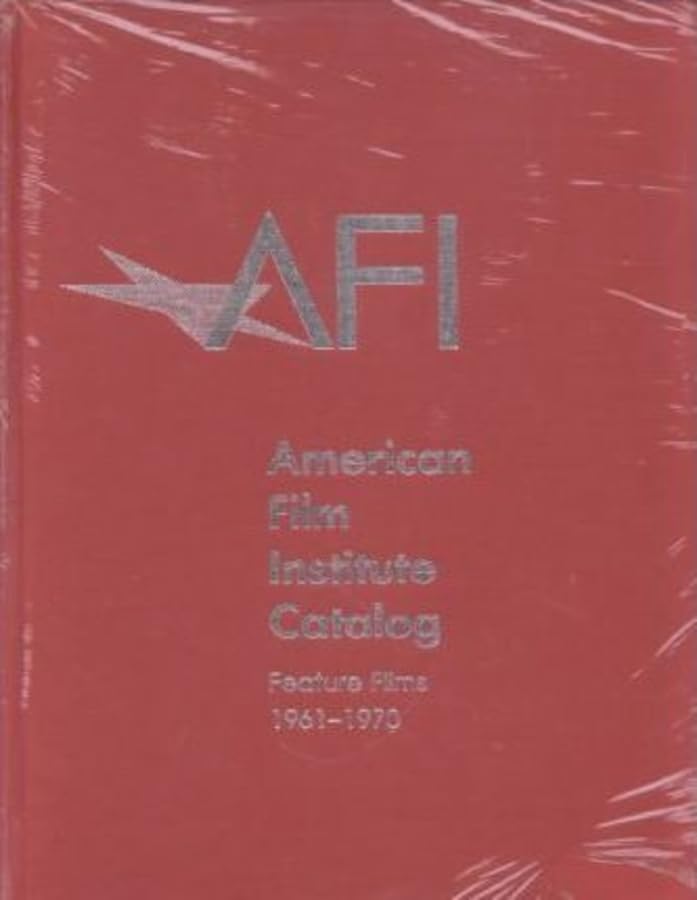 AFI
American
Film
Institute
Catalog
Feature Films
1961–1970